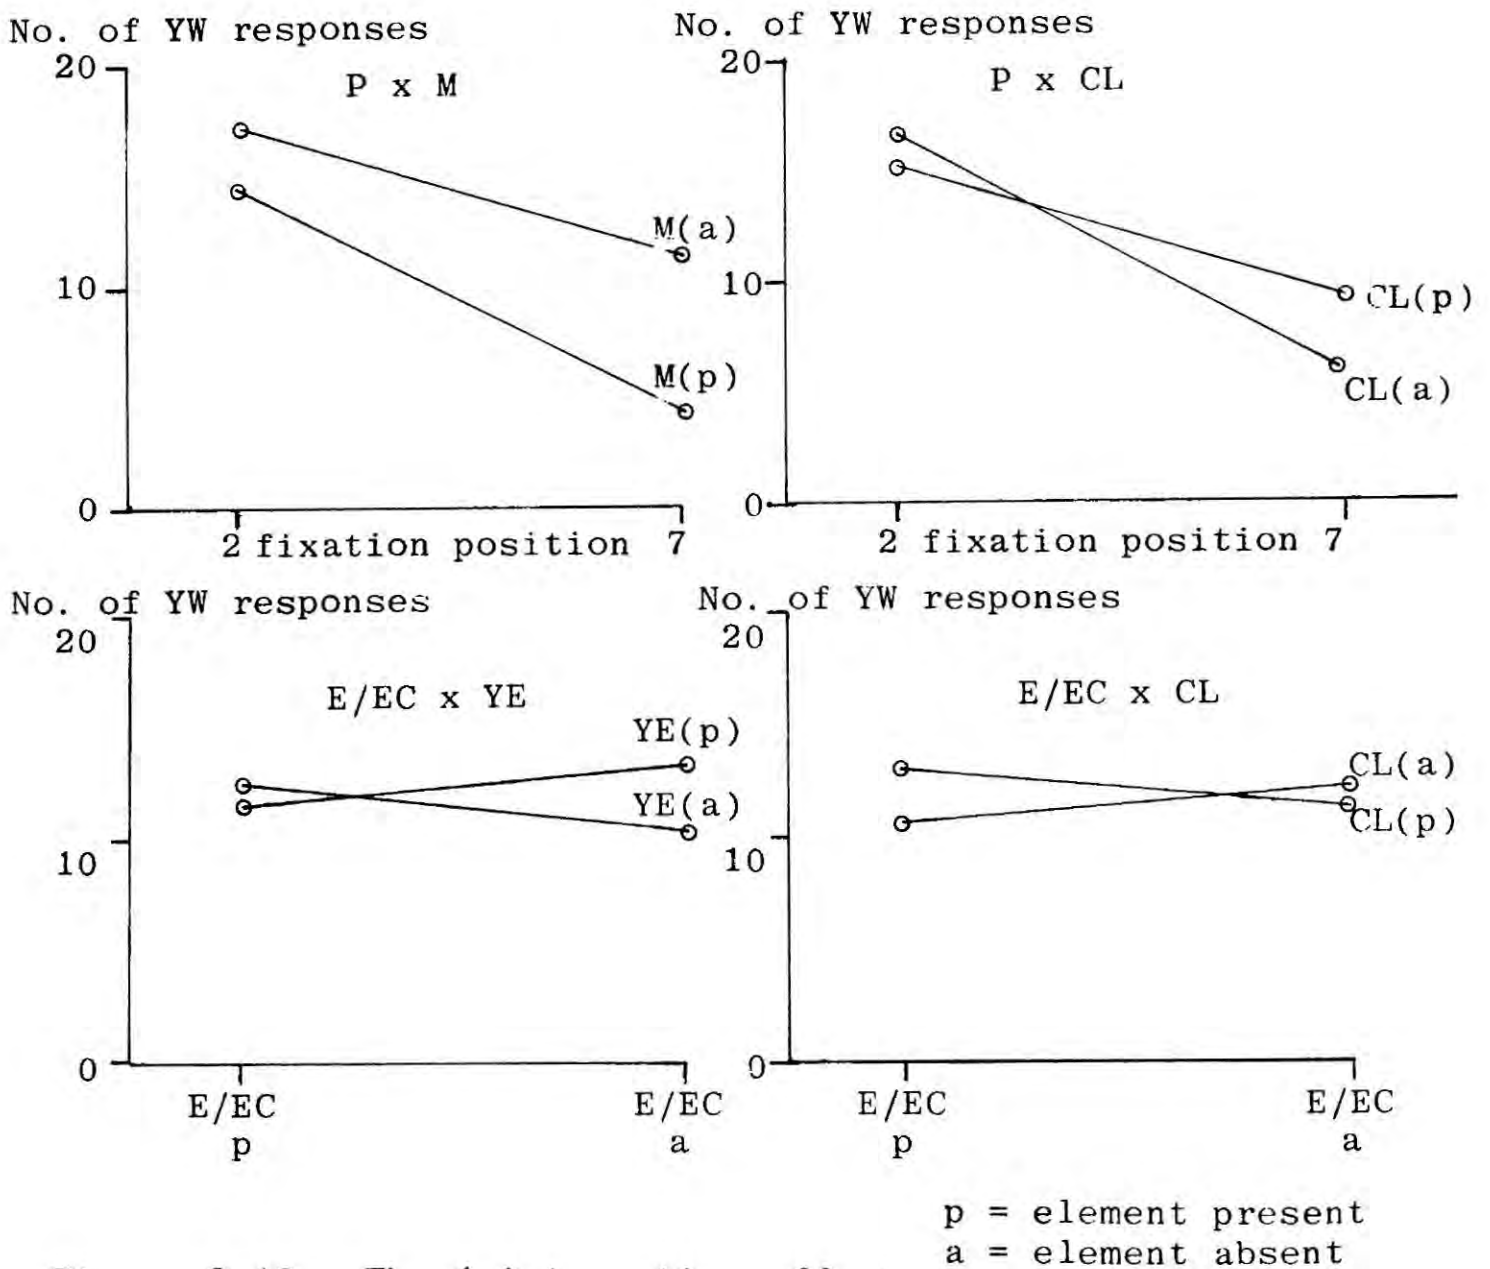 No. of YW responses
20
P x M
M(a)
10
M(p)
0
2 fixation position 7
No. of YW responses
20
P x CL
10
CL(p)
CL(a)
0
2 fixation position 7
No. of YW responses
20
E/EC x YE
YE(p)
YE(a)
10
0
E/EC
p
E/EC
a
No. of YW responses
20
E/EC x CL
CL(a)
CL(p)
10
0
E/EC
p
E/EC
a
p = element present
a = element absent